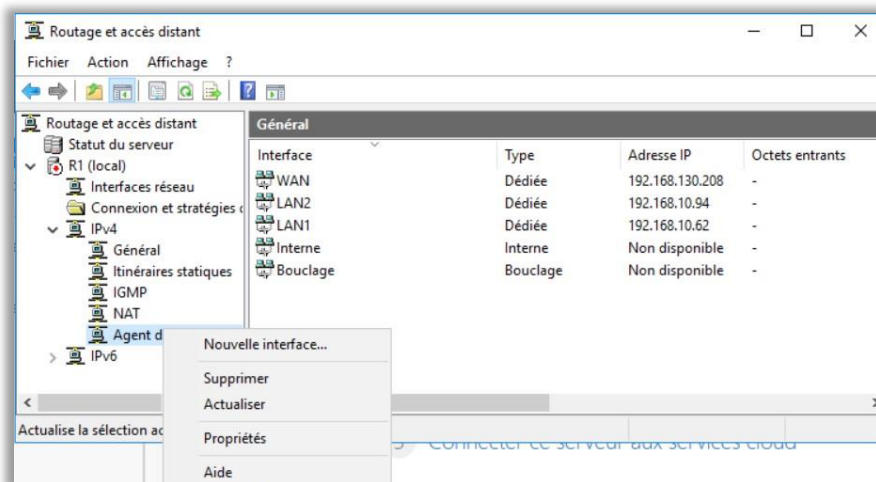 Routage et accès distant
Fichier Action Affichage ?
Routage et accès distant
Statut du serveur
R1 (local)
Interfaces réseau
Connexion et stratégies
IPv4
Général
Itinéraires statiques
IGMP
NAT
Agent d
IPv6
Général
Interface Type Adresse IP Octets entrants
WAN Dédiée 192.168.130.208 -
LAN2 Dédiée 192.168.10.94 -
LAN1 Dédiée 192.168.10.62 -
Interne Interne Non disponible -
Bouclage Bouclage Non disponible -
Nouvelle interface...
Supprimer
Actualiser
Propriétés
Aide
Actualise la sélection
Connecter ce serveur aux services cloud